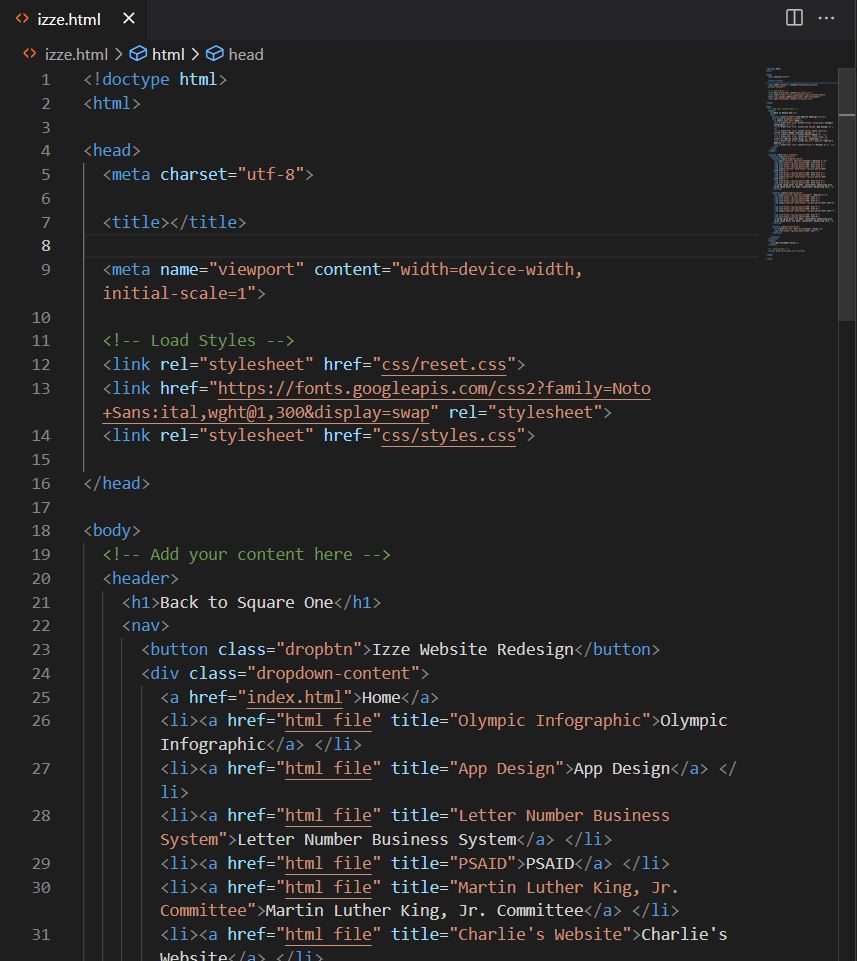 izze.html
izze.html > html > head
1 <!doctype html>
2 <html>
3
4 <head>
5 <meta charset="utf-8">
6
7 <title></title>
8
9 <meta name="viewport" content="width=device-width,
initial-scale=1">
10
11 <!-- Load Styles -->
12 <link rel="stylesheet" href="css/reset.css">
13 <link href="https://fonts.googleapis.com/css2?family=Noto
+Sans:ital,wght@1,300&display=swap" rel="stylesheet">
14 <link rel="stylesheet" href="css/styles.css">
15
16 </head>
17
18 <body>
19 <!-- Add your content here -->
20 <header>
21 <h1>Back to Square One</h1>
22 <nav>
23 <button class="dropbtn">Izze Website Redesign</button>
24 <div class="dropdown-content">
25 <a href="index.html">Home</a>
26 <li><a href="html file" title="Olympic Infographic">Olympic
Infographic</a> </li>
27 <li><a href="html file" title="App Design">App Design</a> </
li>
28 <li><a href="html file" title="Letter Number Business
System">Letter Number Business System</a> </li>
29 <li><a href="html file" title="PSAID">PSAID</a> </li>
30 <li><a href="html file" title="Martin Luther King, Jr.
Committee">Martin Luther King, Jr. Committee</a> </li>
31 <li><a href="html file" title="Charlie's Website">Charlie's
Website</a> </li>